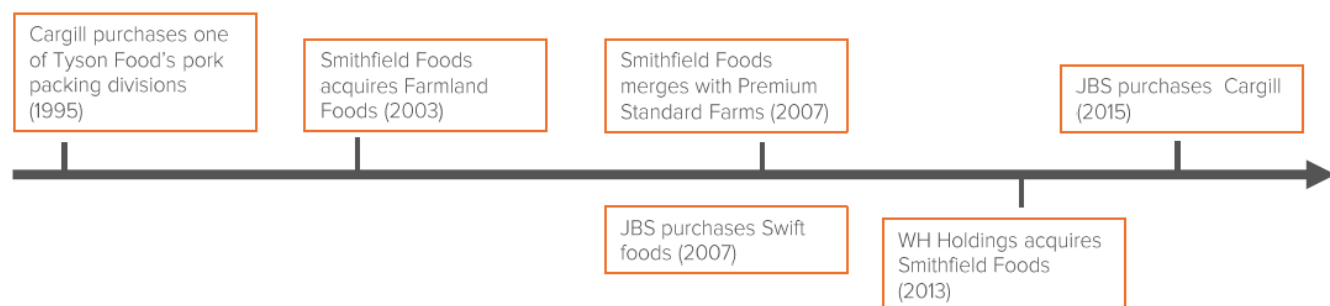 Cargill purchases one
of Tyson Food's pork
packing divisions
(1995)
Smithfield Foods
acquires Farmland
Foods (2003)
Smithfield Foods
merges with Premium
Standard Farms (2007)
JBS purchases Swift
foods (2007)
WH Holdings acquires
Smithfield Foods
(2013)
JBS purchases  Cargill
(2015)